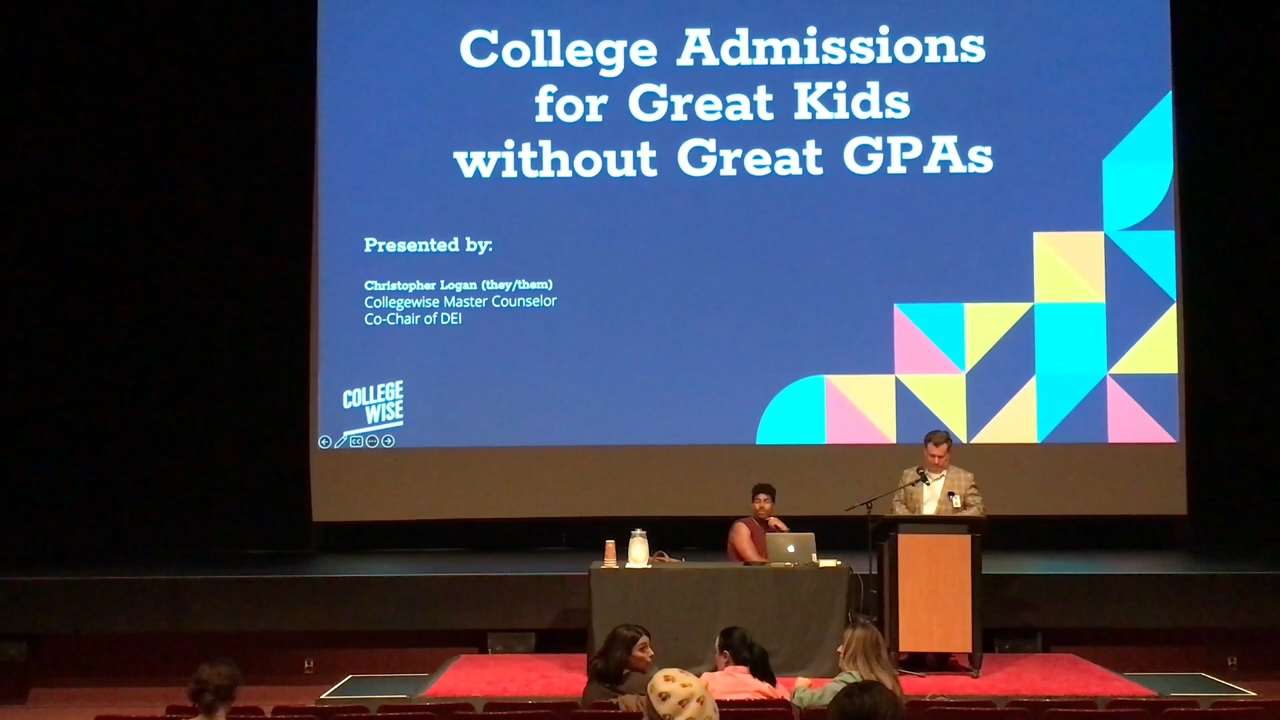 College Admissions
for Great Kids
without Great GPAs
Presented by:
Christopher Logan (they/them)
Collegewise Master Counselor
Co-Chair of DEI
COLLEGE
WISE
CC